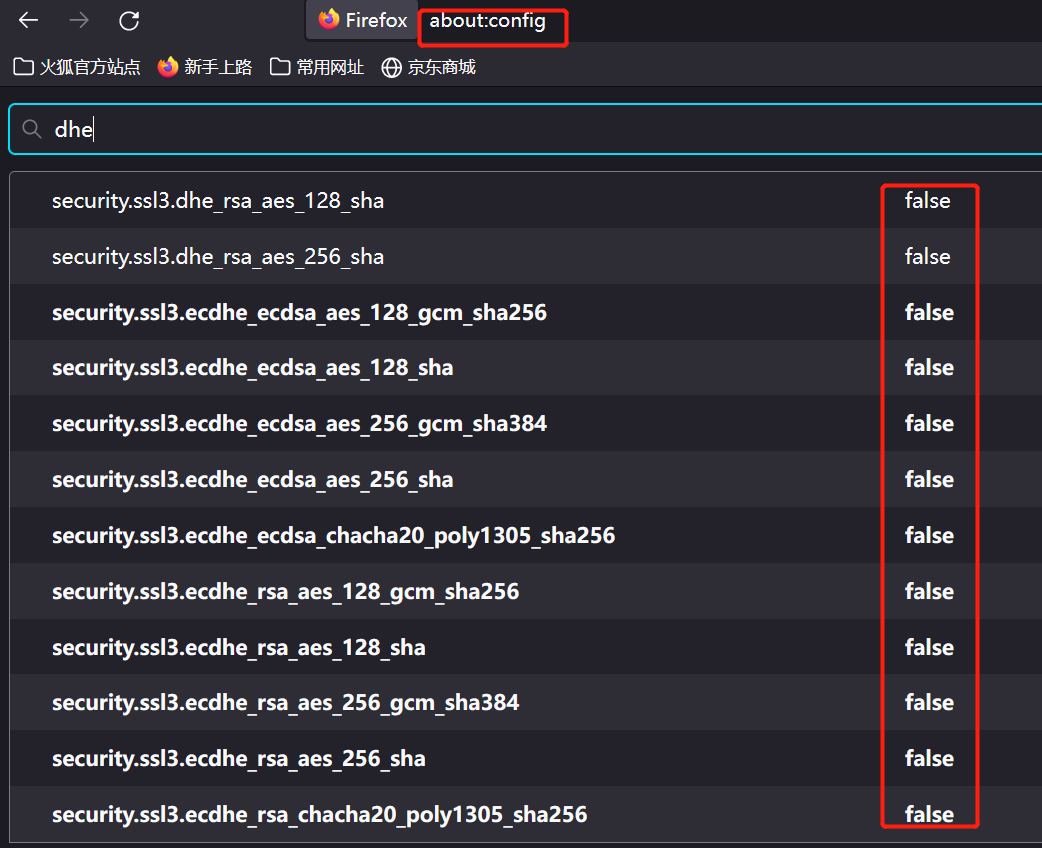 Firefox about:config
火狐官方站点 新手上路 常用网址 京东商城
dhe
security.ssl3.dhe_rsa_aes_128_sha false
security.ssl3.dhe_rsa_aes_256_sha false
security.ssl3.ecdhe_ecdsa_aes_128_gcm_sha256 false
security.ssl3.ecdhe_ecdsa_aes_128_sha false
security.ssl3.ecdhe_ecdsa_aes_256_gcm_sha384 false
security.ssl3.ecdhe_ecdsa_aes_256_sha false
security.ssl3.ecdhe_ecdsa_chacha20_poly1305_sha256 false
security.ssl3.ecdhe_rsa_aes_128_gcm_sha256 false
security.ssl3.ecdhe_rsa_aes_128_sha false
security.ssl3.ecdhe_rsa_aes_256_gcm_sha384 false
security.ssl3.ecdhe_rsa_aes_256_sha false
security.ssl3.ecdhe_rsa_chacha20_poly1305_sha256 false